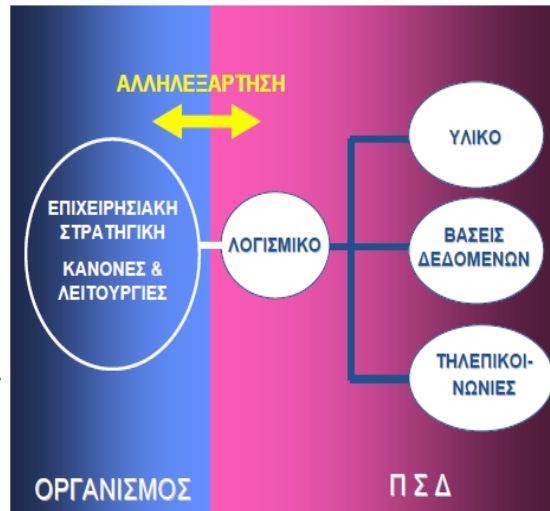 ΑΛΛΗΛΕΞΑΡΤΗΣΗ
ΕΠΙΧΕΙΡΗΣΙΑΚΗ
ΣΤΡΑΤΗΓΙΚΗ
ΚΑΝΟΝΕΣ &
ΛΕΙΤΟΥΡΓΙΕΣ
ΛΟΓΙΣΜΙΚΟ
ΥΛΙΚΟ
ΒΑΣΕΙΣ
ΔΕΔΟΜΕΝΩΝ
ΤΗΛΕΠΙΚΟΙ-
ΝΩΝΙΕΣ
ΟΡΓΑΝΙΣΜΟΣ
Π Σ Δ